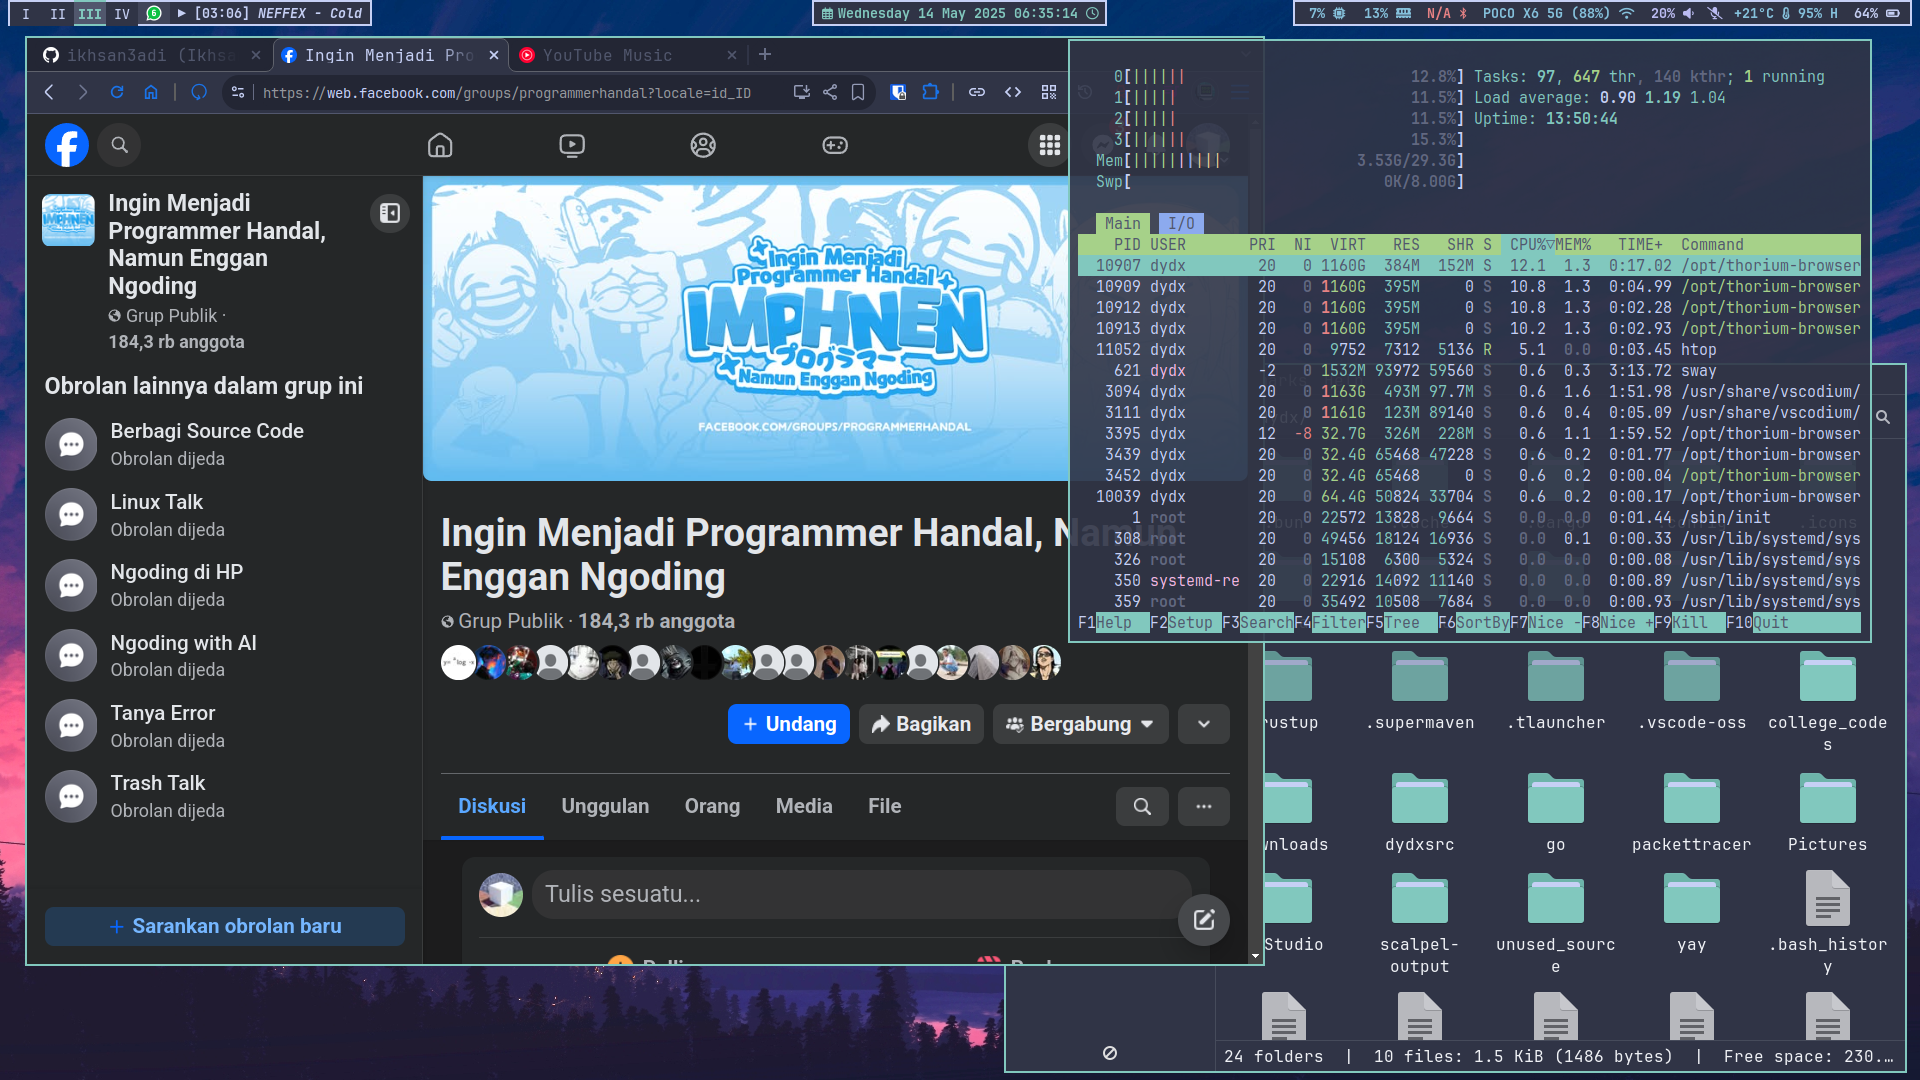 I II III IV 6 [03:06] NEFFEX - Cold
Wednesday 14 May 2025 06:35:14
7% 13% N/A POCO X6 5G (88%) 20% +21°C 95% H 64%
ikhsan3adi (Ikhsa
Ingin Menjadi Pro
YouTube Music
https://web.facebook.com/groups/programmerhandal?locale=id_ID
Ingin Menjadi
Programmer Handal,
Namun Enggan
Ngoding
Grup Publik ·
184,3 rb anggota
Obrolan lainnya dalam grup ini
Berbagi Source Code
Obrolan dijeda
Linux Talk
Obrolan dijeda
Ngoding di HP
Obrolan dijeda
Ngoding with AI
Obrolan dijeda
Tanya Error
Obrolan dijeda
Trash Talk
Obrolan dijeda
+ Sarankan obrolan baru
Ingin Menjadi
Programmer Handal
IMPHNEN
プログラマー
Namun Enggan Ngoding
FACEBOOK.COM/GROUPS/PROGRAMMERHANDAL
Ingin Menjadi Programmer Handal, Namun
Enggan Ngoding
Grup Publik · 184,3 rb anggota
+ Undang
Bagikan
Bergabung
Diskusi Unggulan Orang Media File
Tulis sesuatu...
0[|||||| 12.8%] Tasks: 97, 647 thr, 140 kthr; 1 running
1[||||| 11.5%] Load average: 0.90 1.19 1.04
2[||||| 11.5%] Uptime: 13:50:44
3[|||||| 15.3%]
Mem[|||||||||| 3.53G/29.3G]
Swp[ 0K/8.00G]
Main I/O
PID USER PRI NI VIRT RES SHR S CPU%▽MEM% TIME+ Command
10907 dydx 20 0 1160G 384M 152M S 12.1 1.3 0:17.02 /opt/thorium-browser
10909 dydx 20 0 1160G 395M 0 S 10.8 1.3 0:04.99 /opt/thorium-browser
10912 dydx 20 0 1160G 395M 0 S 10.8 1.3 0:02.28 /opt/thorium-browser
10913 dydx 20 0 1160G 395M 0 S 10.2 1.3 0:02.93 /opt/thorium-browser
11052 dydx 20 0 9752 7312 5136 R 5.1 0.0 0:03.45 htop
621 dydx -2 0 1532M 93972 59560 S 0.6 0.3 3:13.72 sway
3094 dydx 20 0 1163G 493M 97.7M S 0.6 1.6 1:51.98 /usr/share/vscodium/
3111 dydx 20 0 1161G 123M 89140 S 0.6 0.4 0:05.09 /usr/share/vscodium/
3395 dydx 12 -8 32.7G 326M 228M S 0.6 1.1 1:59.52 /opt/thorium-browser
3439 dydx 20 0 32.4G 65468 47228 S 0.6 0.2 0:01.77 /opt/thorium-browser
3452 dydx 20 0 32.4G 65468 0 S 0.6 0.2 0:00.04 /opt/thorium-browser
10039 dydx 20 0 64.4G 50824 33704 S 0.6 0.2 0:00.17 /opt/thorium-browser
1 root 20 0 22572 13828 9664 S 0.0 0.0 0:01.44 /sbin/init
308 root 20 0 49456 18124 16936 S 0.0 0.1 0:00.33 /usr/lib/systemd/sys
326 root 20 0 15108 6300 5324 S 0.0 0.0 0:00.08 /usr/lib/systemd/sys
350 systemd-re 20 0 22916 14092 11140 S 0.0 0.0 0:00.89 /usr/lib/systemd/sys
359 root 20 0 35492 10508 7684 S 0.0 0.0 0:00.93 /usr/lib/systemd/sys
F1Help F2Setup F3SearchF4FilterF5Tree F6SortByF7Nice -F8Nice +F9Kill F10Quit
.icons
rustup .supermaven .tlauncher .vscode-oss college_code
s
wnloads dydxsrc go packettracer Pictures
Studio scalpel- unused_sourc yay .bash_histor
output e y
24 folders | 10 files: 1.5 KiB (1486 bytes) | Free space: 230.…